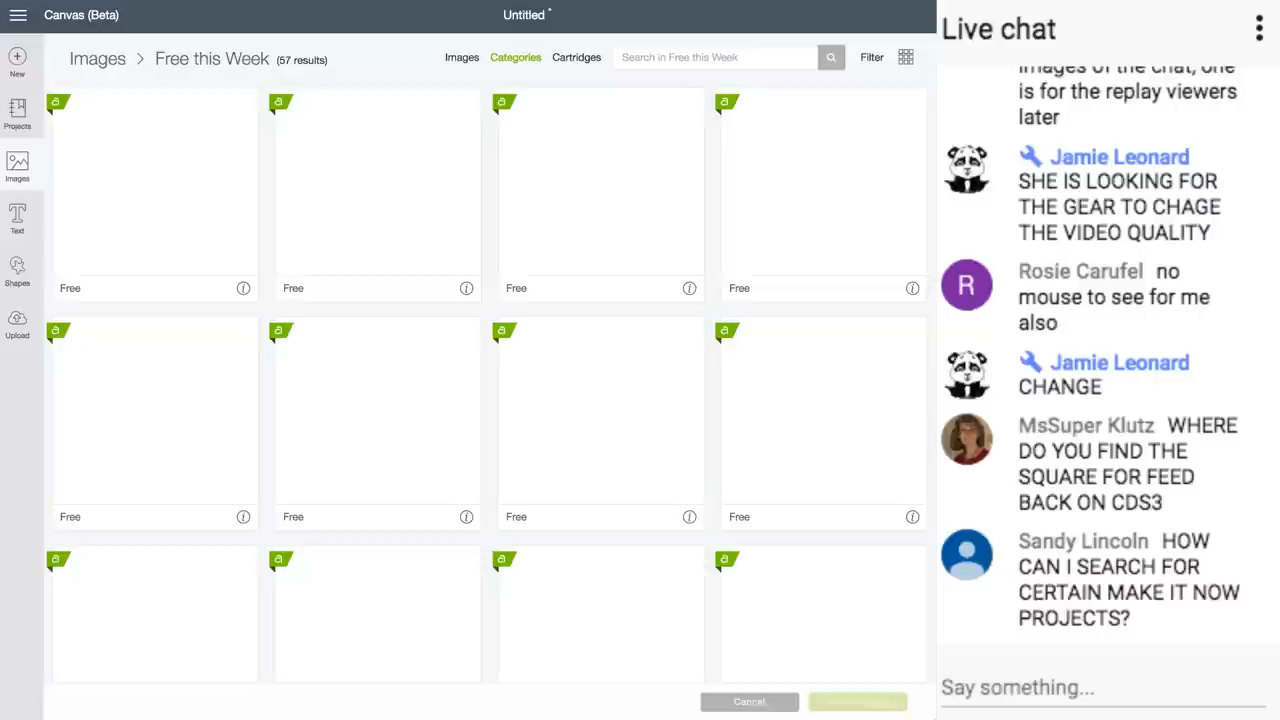 Canvas (Beta)
Untitled *
Images > Free this Week (57 results)
Images Categories Cartridges Search in Free this Week Filter
New
Projects
Images
Text
Shapes
Upload
Free Free Free Free
Free Free Free Free
Cancel
Live chat
images of the chat, one
is for the replay viewers
later
Jamie Leonard
SHE IS LOOKING FOR
THE GEAR TO CHAGE
THE VIDEO QUALITY
Rosie Carufel no
mouse to see for me
also
R
Jamie Leonard
CHANGE
MsSuper Klutz WHERE
DO YOU FIND THE
SQUARE FOR FEED
BACK ON CDS3
Sandy Lincoln HOW
CAN I SEARCH FOR
CERTAIN MAKE IT NOW
PROJECTS?
Say something...